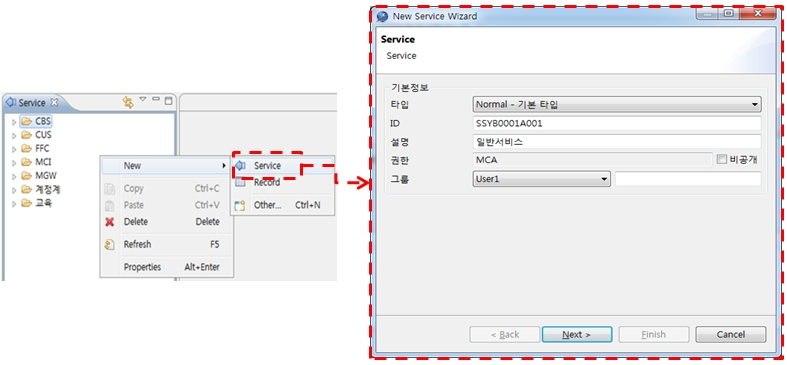 Service
CBS
CUS
FFC
MCI
MGW
계정계
교육
New
Copy Ctrl+C
Paste Ctrl+V
Delete Delete
Refresh F5
Properties Alt+Enter
Service
Record
Other... Ctrl+N
New Service Wizard
Service
Service
기본정보
타입 Normal - 기본 타입
ID SSYB0001A001
설명 일반서비스
권한 MCA 비공개
그룹 User1
< Back Next > Finish Cancel